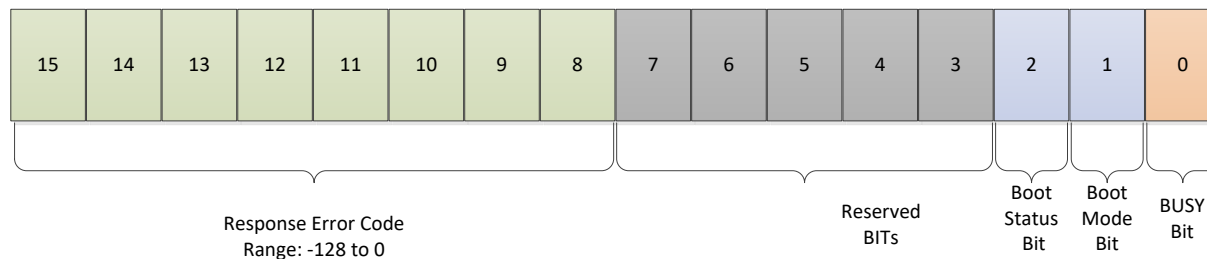 15 14 13 12 11 10 9 8 7 6 5 4 3 2 1 0
Response Error Code
Range: -128 to 0
Reserved
BITs
Boot
Status
Bit
Boot
Mode
Bit
BUSY
Bit